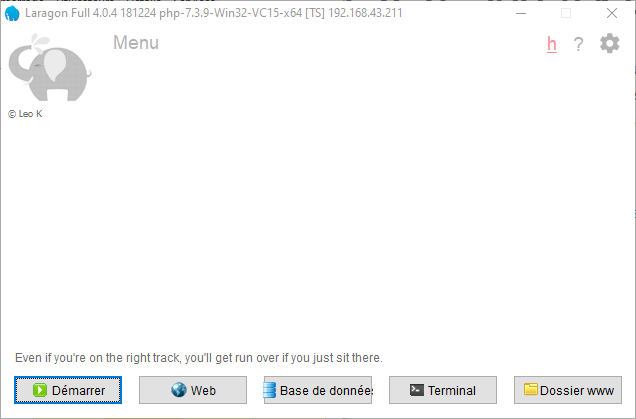 Laragon Full 4.0.4 181224 php-7.3.9-Win32-VC15-x64 [TS] 192.168.43.211
Menu
h ?
© Leo K
Even if you're on the right track, you'll get run over if you just sit there.
Démarrer Web Base de données Terminal Dossier www